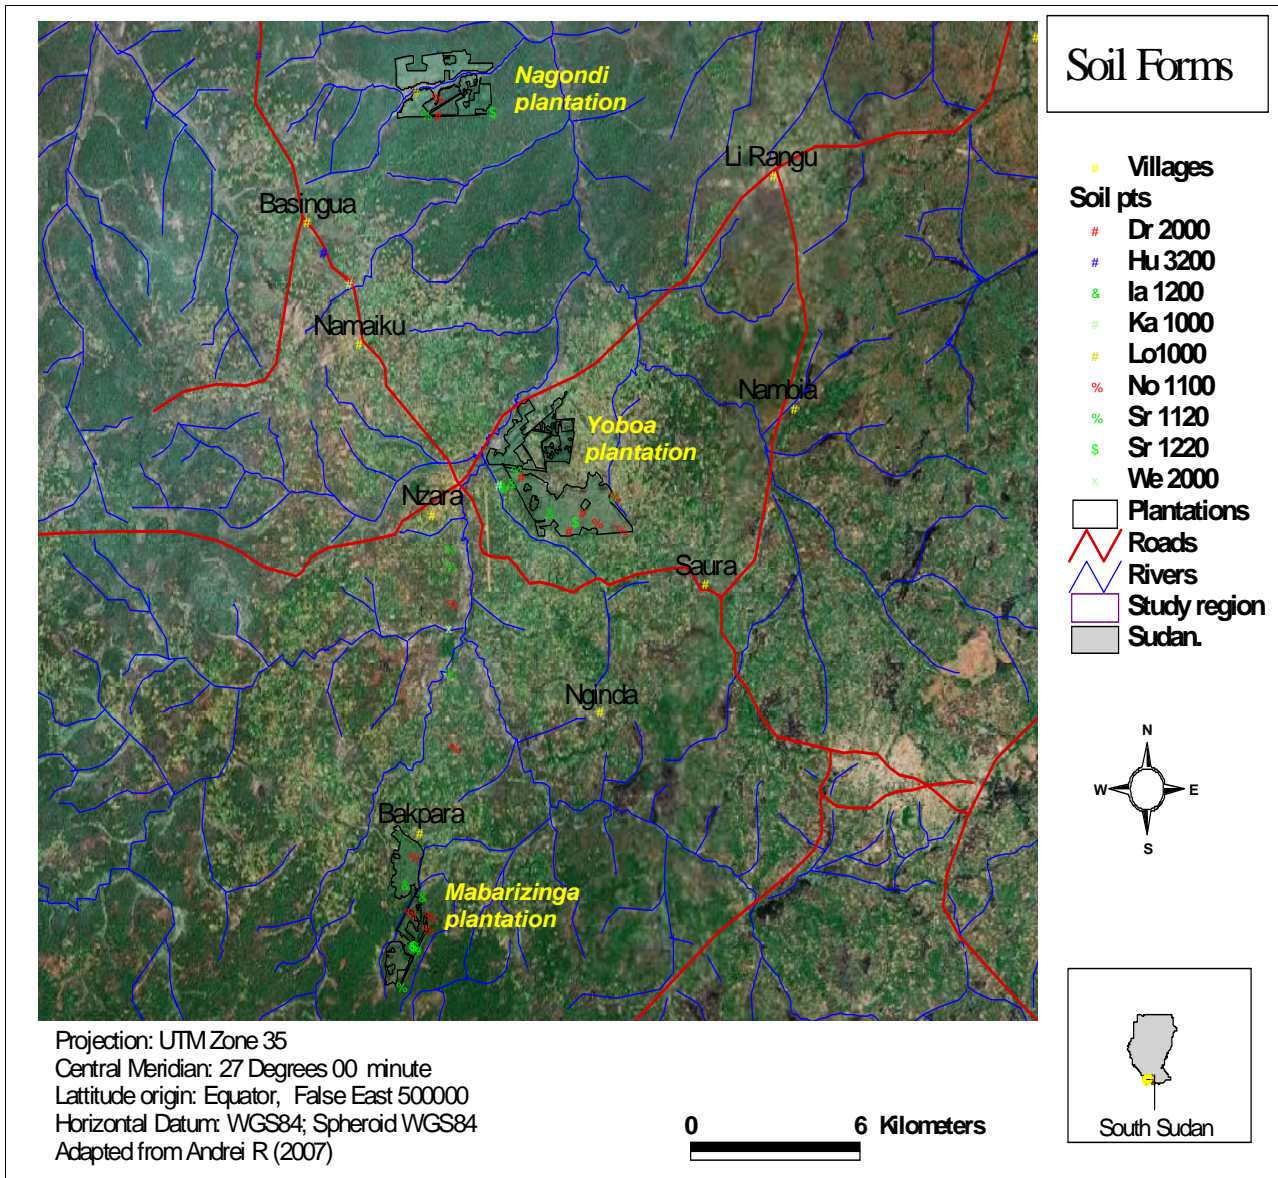 Soil Forms
Nagondi
plantation
Li Rangu
Basingua
Namaiku
Nambia
Yoboa
plantation
Nzara
Saura
Nginda
Bakpara
Mabarizinga
plantation
# Villages
Soil pts
# Dr 2000
# Hu 3200
& Ia 1200
# Ka 1000
# Lo1000
% No 1100
% Sr 1120
$ Sr 1220
x We 2000
Plantations
Roads
Rivers
Study region
Sudan.
N
W E
S
South Sudan
Projection: UTM Zone 35
Central Meridian: 27 Degrees 00 minute
Lattitude origin: Equator, False East 500000
Horizontal Datum: WGS84; Spheroid WGS84
Adapted from Andrei R (2007)
0 6 Kilometers